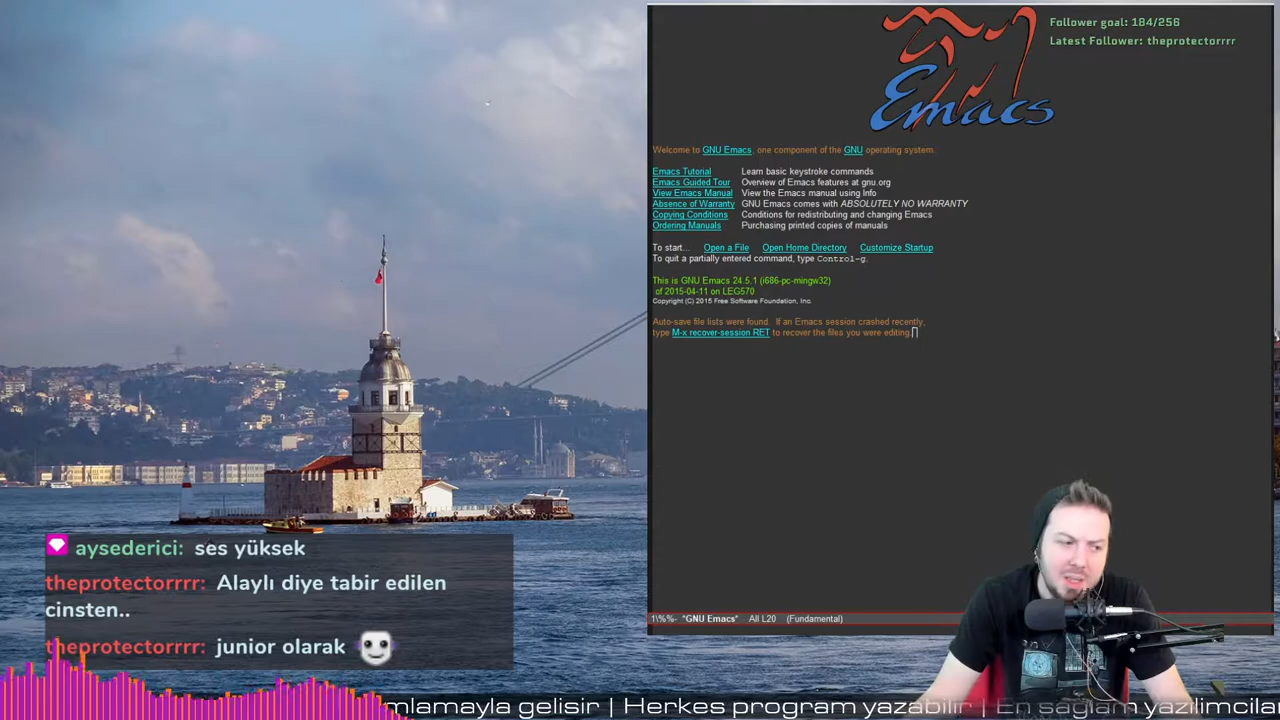 Follower goal: 184/256
Latest Follower: theprotectorrrr
Emacs
Welcome to GNU Emacs, one component of the GNU operating system.
Emacs Tutorial Learn basic keystroke commands
Emacs Guided Tour Overview of Emacs features at gnu.org
View Emacs Manual View the Emacs manual using Info
Absence of Warranty GNU Emacs comes with ABSOLUTELY NO WARRANTY
Copying Conditions Conditions for redistributing and changing Emacs
Ordering Manuals Purchasing printed copies of manuals
To start... Open a File Open Home Directory Customize Startup
To quit a partially entered command, type Control-g.
This is GNU Emacs 24.5.1 (i686-pc-mingw32)
of 2015-04-11 on LEG570
Copyright (C) 2015 Free Software Foundation, Inc.
Auto-save file lists were found. If an Emacs session crashed recently,
type M-x recover-session RET to recover the files you were editing.
1\%%- *GNU Emacs* All L20 (Fundamental)
aysederici: ses yüksek
theprotectorrrr: Alaylı diye tabir edilen
cinsten..
theprotectorrrr: junior olarak
mlamayla gelisir | Herkes program yazabilir | En sağlam yazilimcila